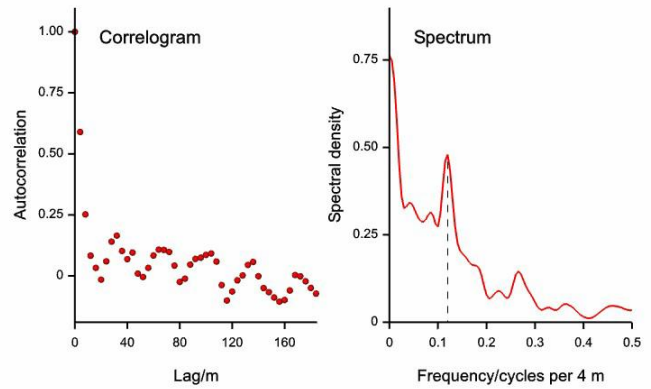 Correlogram
Autocorrelation
1.00
0.75
0.50
0.25
0
0 40 80 120 160
Lag/m
Spectrum
Spectral density
0.75
0.50
0.25
0
0 0.1 0.2 0.3 0.4 0.5
Frequency/cycles per 4 m